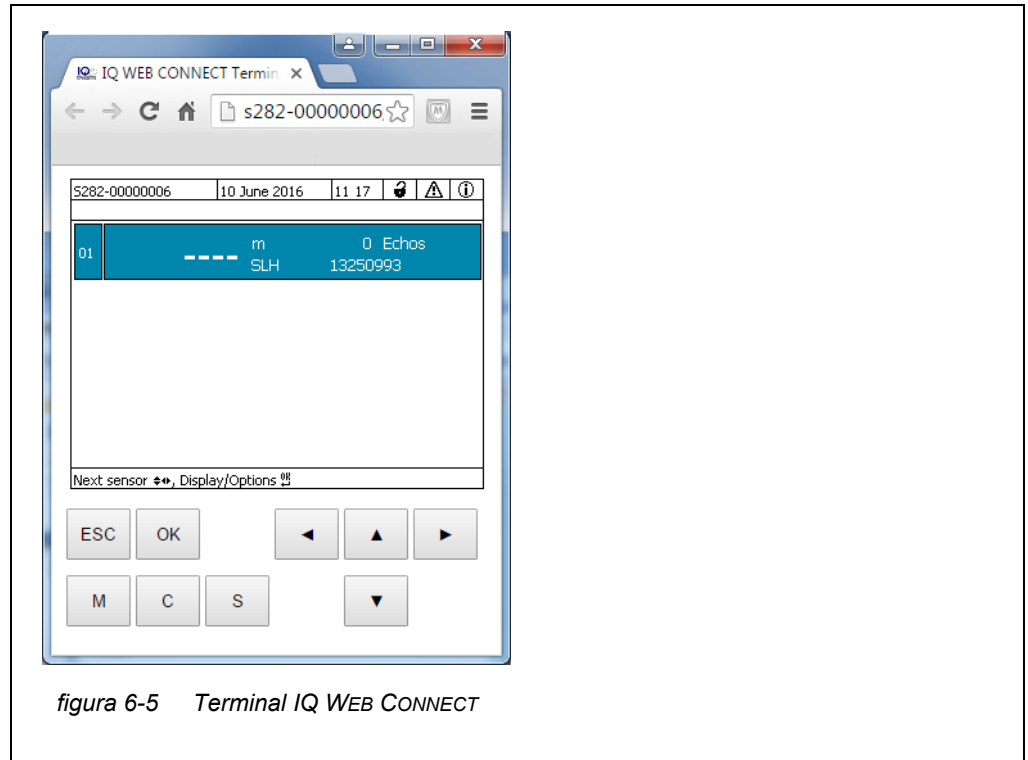 IQ WEB CONNECT Termin
s282-00000006
S282-00000006 10 June 2016 11 17
01 ---- m 0 Echos
SLH 13250993
Next sensor, Display/Options OK
ESC OK ◄ ▲ ►
M C S ▼
figura 6-5 Terminal IQ WEB CONNECT